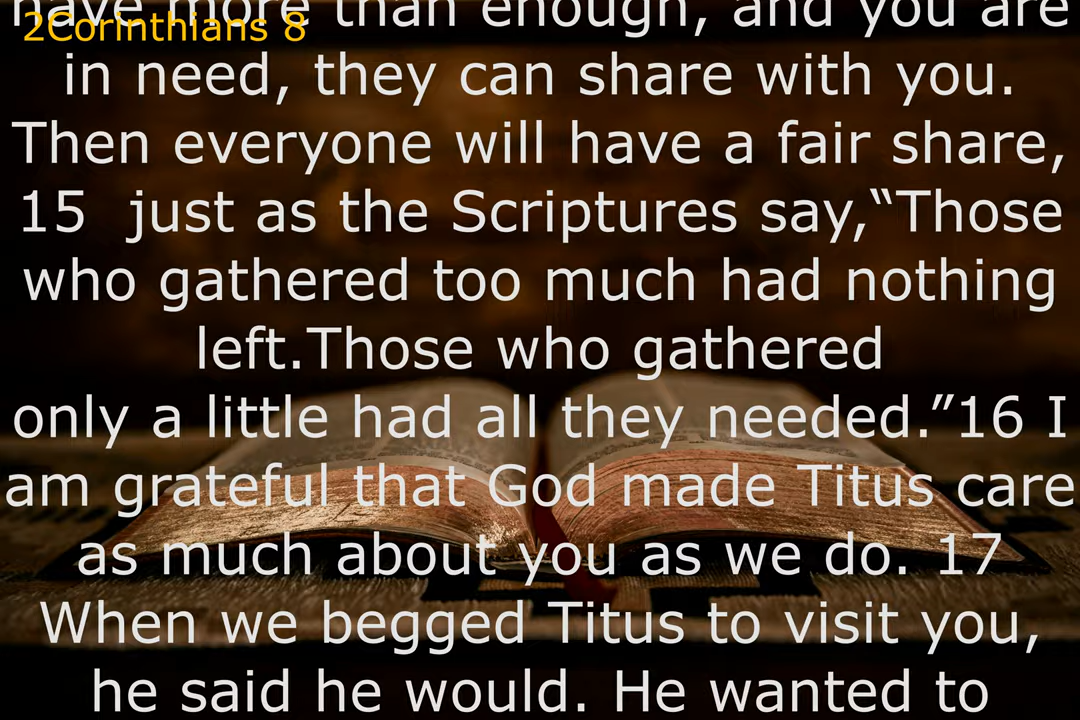 have more than enough, and you are
2Corinthians 8
in need, they can share with you.
Then everyone will have a fair share,
15 just as the Scriptures say,“Those
who gathered too much had nothing
left.Those who gathered
only a little had all they needed.”16 I
am grateful that God made Titus care
as much about you as we do. 17
When we begged Titus to visit you,
he said he would. He wanted to